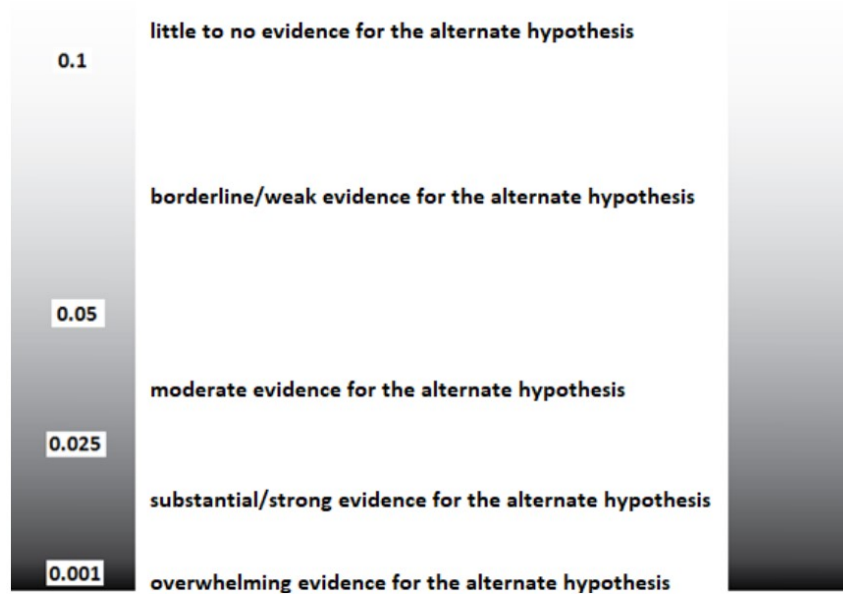 little to no evidence for the alternate hypothesis
0.1
borderline/weak evidence for the alternate hypothesis
0.05
moderate evidence for the alternate hypothesis
0.025
substantial/strong evidence for the alternate hypothesis
0.001
overwhelming evidence for the alternate hypothesis